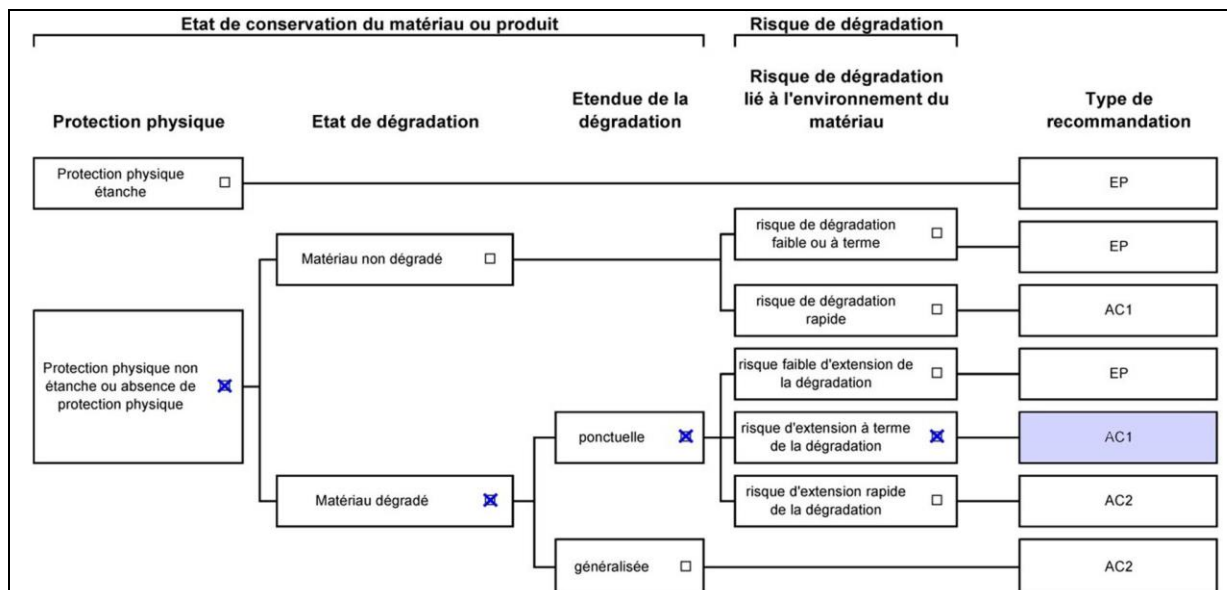 Etat de conservation du matériau ou produit
Risque de dégradation
Protection physique
Etat de dégradation
Etendue de la
dégradation
Risque de dégradation
lié à l'environnement du
matériau
Type de
recommandation
Protection physique
étanche
EP
Matériau non dégradé
risque de dégradation
faible ou à terme
EP
risque de dégradation
rapide
AC1
Protection physique non
étanche ou absence de
protection physique
risque faible d'extension de
la dégradation
EP
ponctuelle
risque d'extension à terme
de la dégradation
AC1
Matériau dégradé
risque d'extension rapide
de la dégradation
AC2
généralisée
AC2